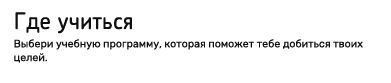 Где учиться
Выбери учебную программу, которая поможет тебе добиться твоих
целей.